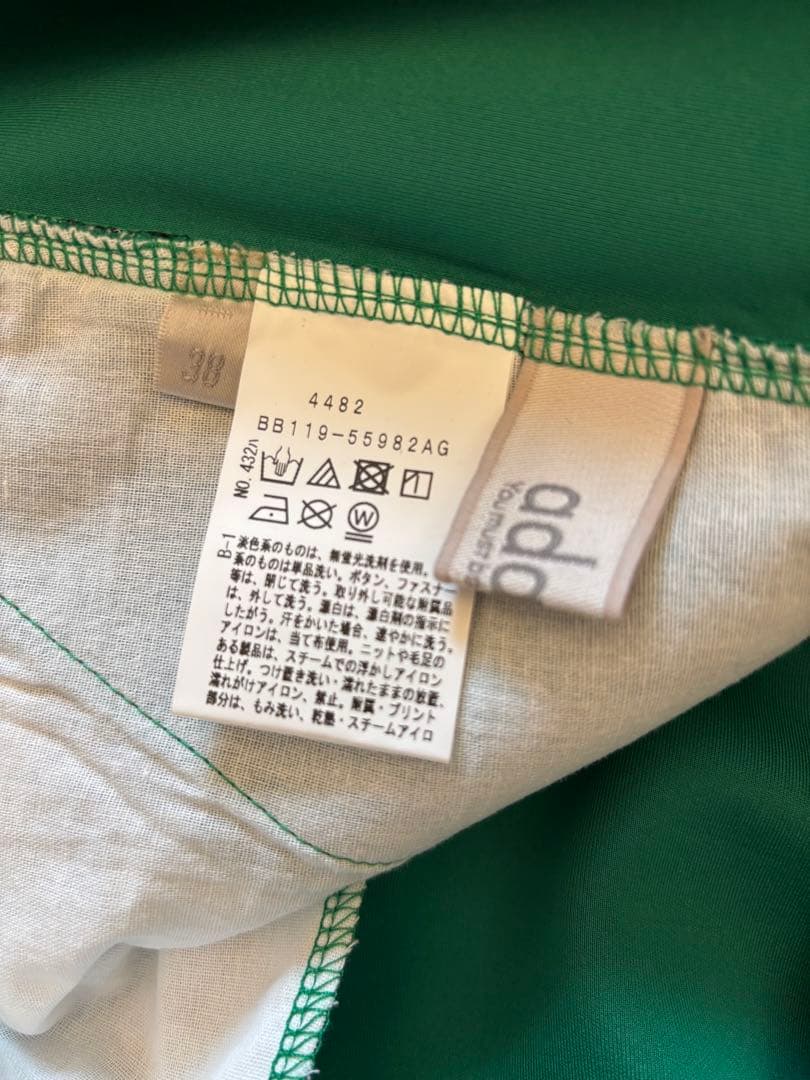 38
4482
BB119-55982AG
NO. 432ﾊ
W
B-1
淡色系のものは、無蛍光洗剤を使用。
系のものは単品洗い。ボタン、ファスナー
等は、閉じて洗う。取り外し可能な附属品
は、外して洗う。漂白は、漂白剤の指示に
したがう。汗をかいた場合、速やかに洗う。
アイロンは、当て布使用。ニットや毛足の
ある製品は、スチームでの浮かしアイロン
仕上げ。つけ置き洗い・濡れたままの放置、
濡れがけアイロン、禁止。附属・プリント
部分は、もみ洗い、乾熱・スチームアイロ
ado
You must b